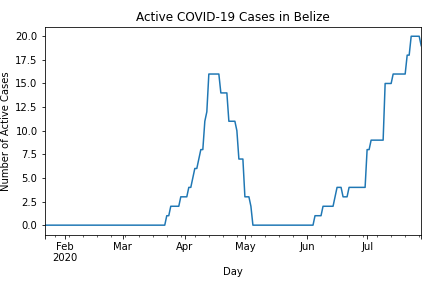 Active COVID-19 Cases in Belize
Number of Active Cases
20.0
17.5
15.0
12.5
10.0
7.5
5.0
2.5
0.0
Feb Mar Apr May Jun Jul
2020
Day